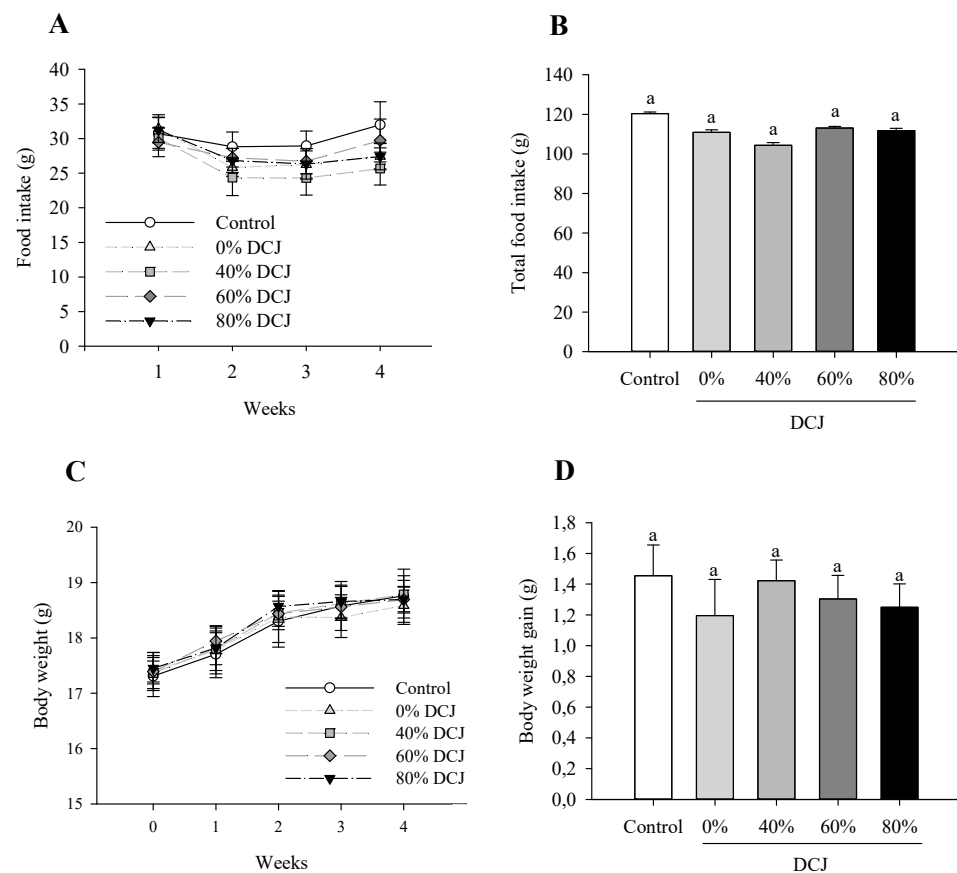 A
Food intake (g)
40
35
30
25
20
15
10
5
0
Control
0% DCJ
40% DCJ
60% DCJ
80% DCJ
1 2 3 4
Weeks
B
Total food intake (g)
140
120
100
80
60
40
20
0
a a a a a
Control 0% 40% 60% 80%
DCJ
C
Body weight (g)
20
19
18
17
16
15
Control
0% DCJ
40% DCJ
60% DCJ
80% DCJ
0 1 2 3 4
Weeks
D
Body weight gain (g)
1,8
1,6
1,4
1,2
1,0
0,8
0,6
0,4
0,2
0,0
a a a a a
Control 0% 40% 60% 80%
DCJ